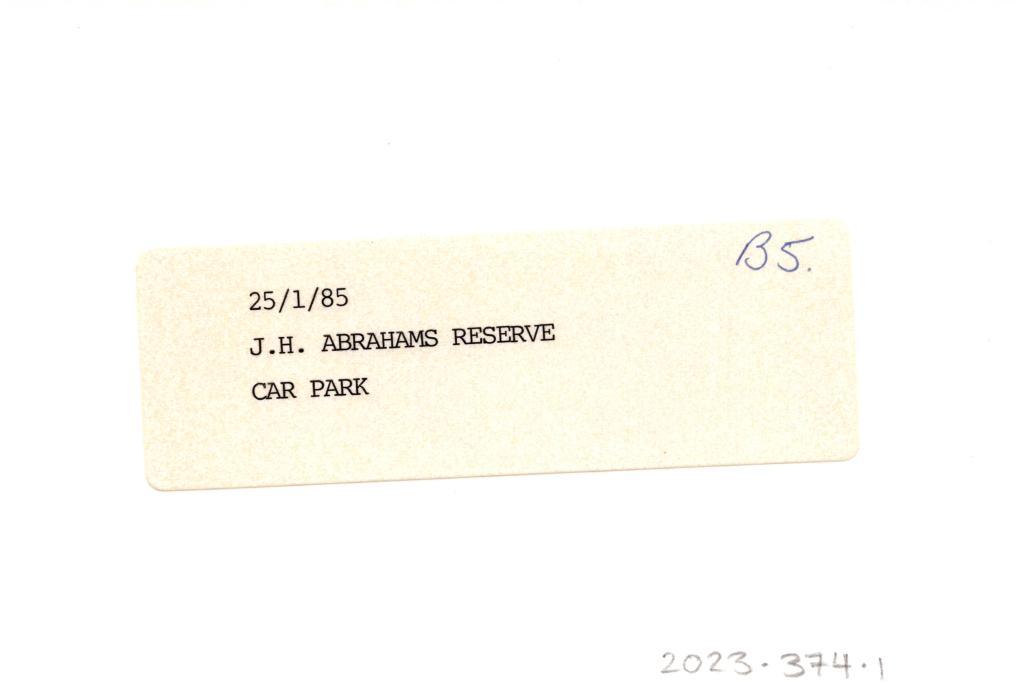 B5.
25/1/85
J.H. ABRAHAMS RESERVE
CAR PARK
2023.374.1